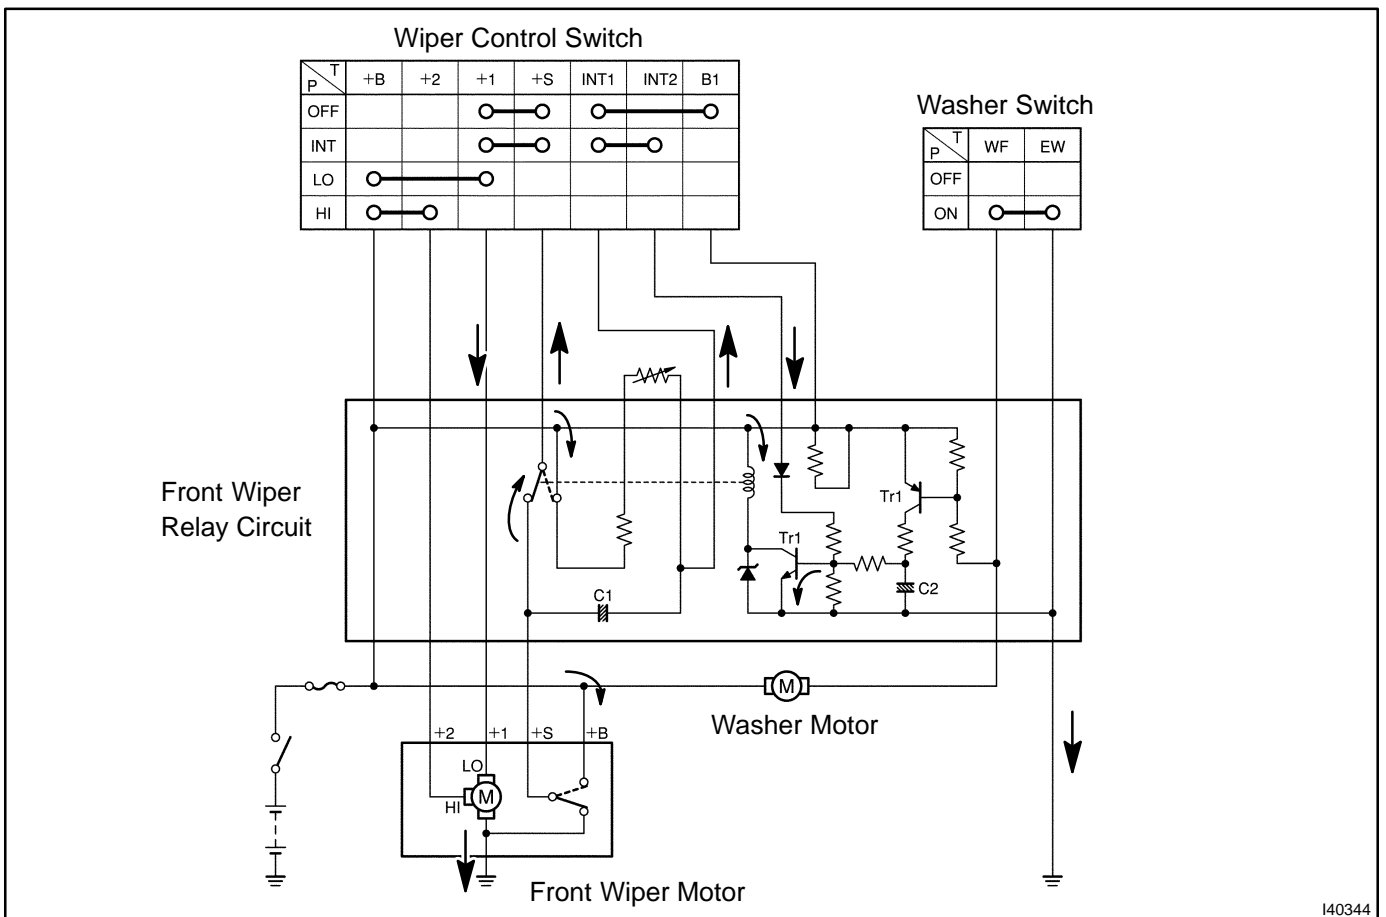 Wiper Control Switch
T
P
+B +2 +1 +S INT1 INT2 B1
OFF
INT
LO
HI
Washer Switch
T
P
WF EW
OFF
ON
Front Wiper
Relay Circuit
Tr1
Tr1
C1
C2
M
Washer Motor
+2 +1 +S +B
LO
HI
M
Front Wiper Motor
I40344